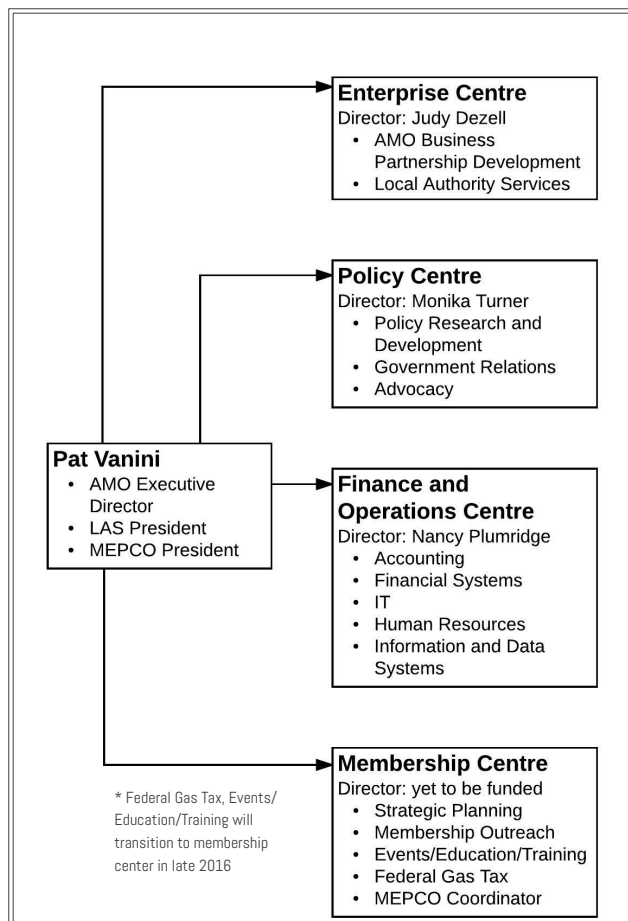 Enterprise Centre
Director: Judy Dezell
• AMO Business
Partnership Development
• Local Authority Services
Policy Centre
Director: Monika Turner
• Policy Research and
Development
• Government Relations
• Advocacy
Pat Vanini
• AMO Executive
Director
• LAS President
• MEPCO President
Finance and
Operations Centre
Director: Nancy Plumridge
• Accounting
• Financial Systems
• IT
• Human Resources
• Information and Data
Systems
Membership Centre
Director: yet to be funded
• Strategic Planning
• Membership Outreach
• Events/Education/Training
• Federal Gas Tax
• MEPCO Coordinator
* Federal Gas Tax, Events/
Education/Training will
transition to membership
center in late 2016